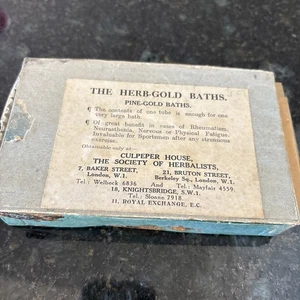 THE HERB-GOLD BATHS.
PINE-GOLD BATHS.
¶ The contents of one tube is enough for one
very large bath.
¶ Of great benefit in cases of Rheumatism,
Neurasthenia, Nervous or Physical Fatigue.
Invaluable for Sportsmen after any strenuous
exercise.
Obtainable only at—
CULPEPER HOUSE,
THE SOCIETY OF HERBALISTS,
7, BAKER STREET, 21, BRUTON STREET,
London, W.1. Berkeley Sq., London, W.1.
Tel.: Welbeck 6836 AND Tel.: Mayfair 4559
18, KNIGHTSBRIDGE, S.W.1
Tel.: Sloane 7918
11, ROYAL EXCHANGE, E.C.